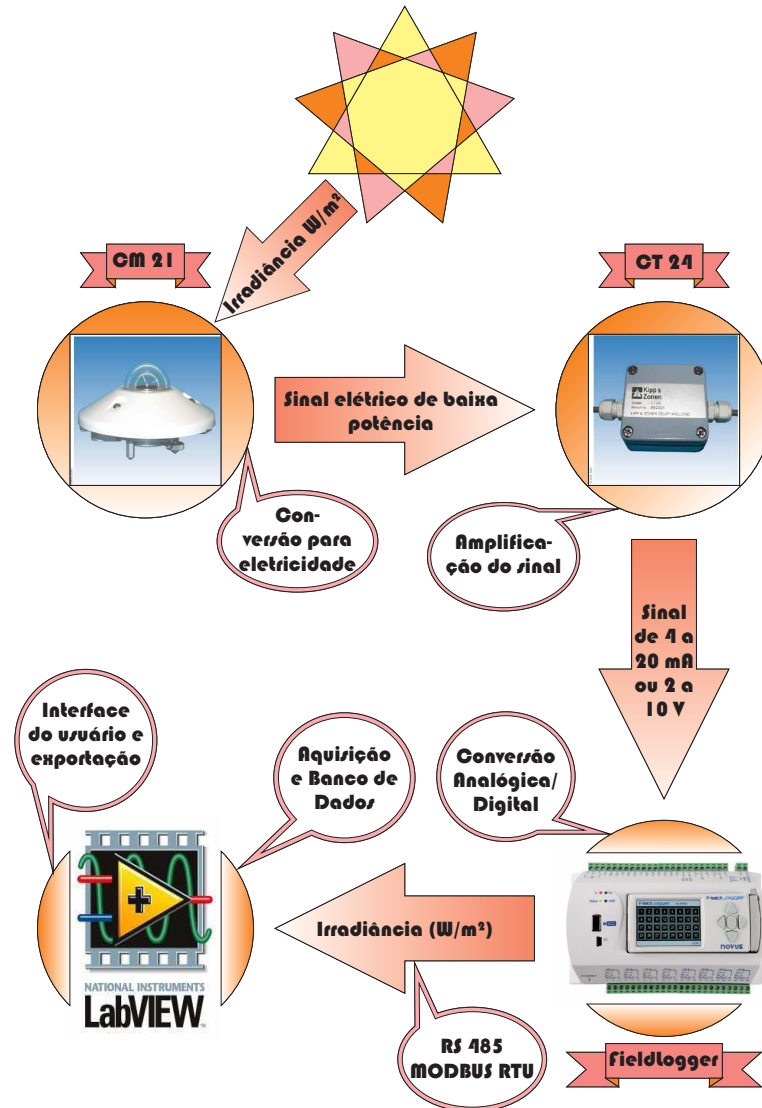 Irradiância W/m²
CM 21
CT 24
Sinal elétrico de baixa
potência
Kipp &
Zonen
Con-
versão para
eletricidade
Amplifica-
ção do sinal
Sinal
de 4 a
20 mA
ou 2 a
10 V
Interface
do usuário e
exportação
Aquisição
e Banco de
Dados
Conversão
Analógica/
Digital
Irradiância (W/m²)
FieldLogger
novus
NATIONAL INSTRUMENTS
LabVIEW
RS 485
MODBUS RTU
FieldLogger